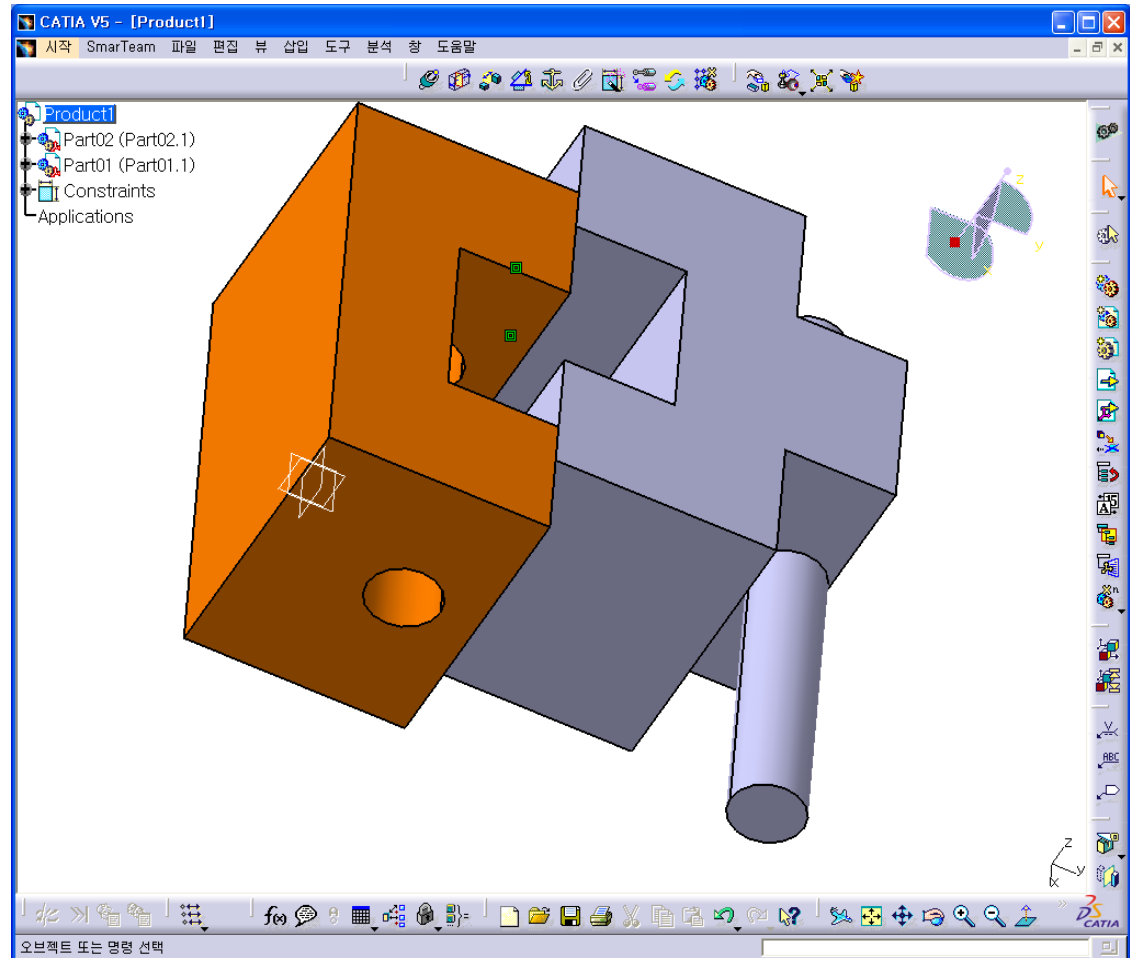 CATIA V5 - [Product1]
시작 SmarTeam 파일 편집 뷰 삽입 도구 분석 창 도움말
Product1
Part02 (Part02.1)
Part01 (Part01.1)
Constraints
Applications
z
y
x
z
y
x
15
A
n
V
ABC
f(x)
CATIA
오브젝트 또는 명령 선택